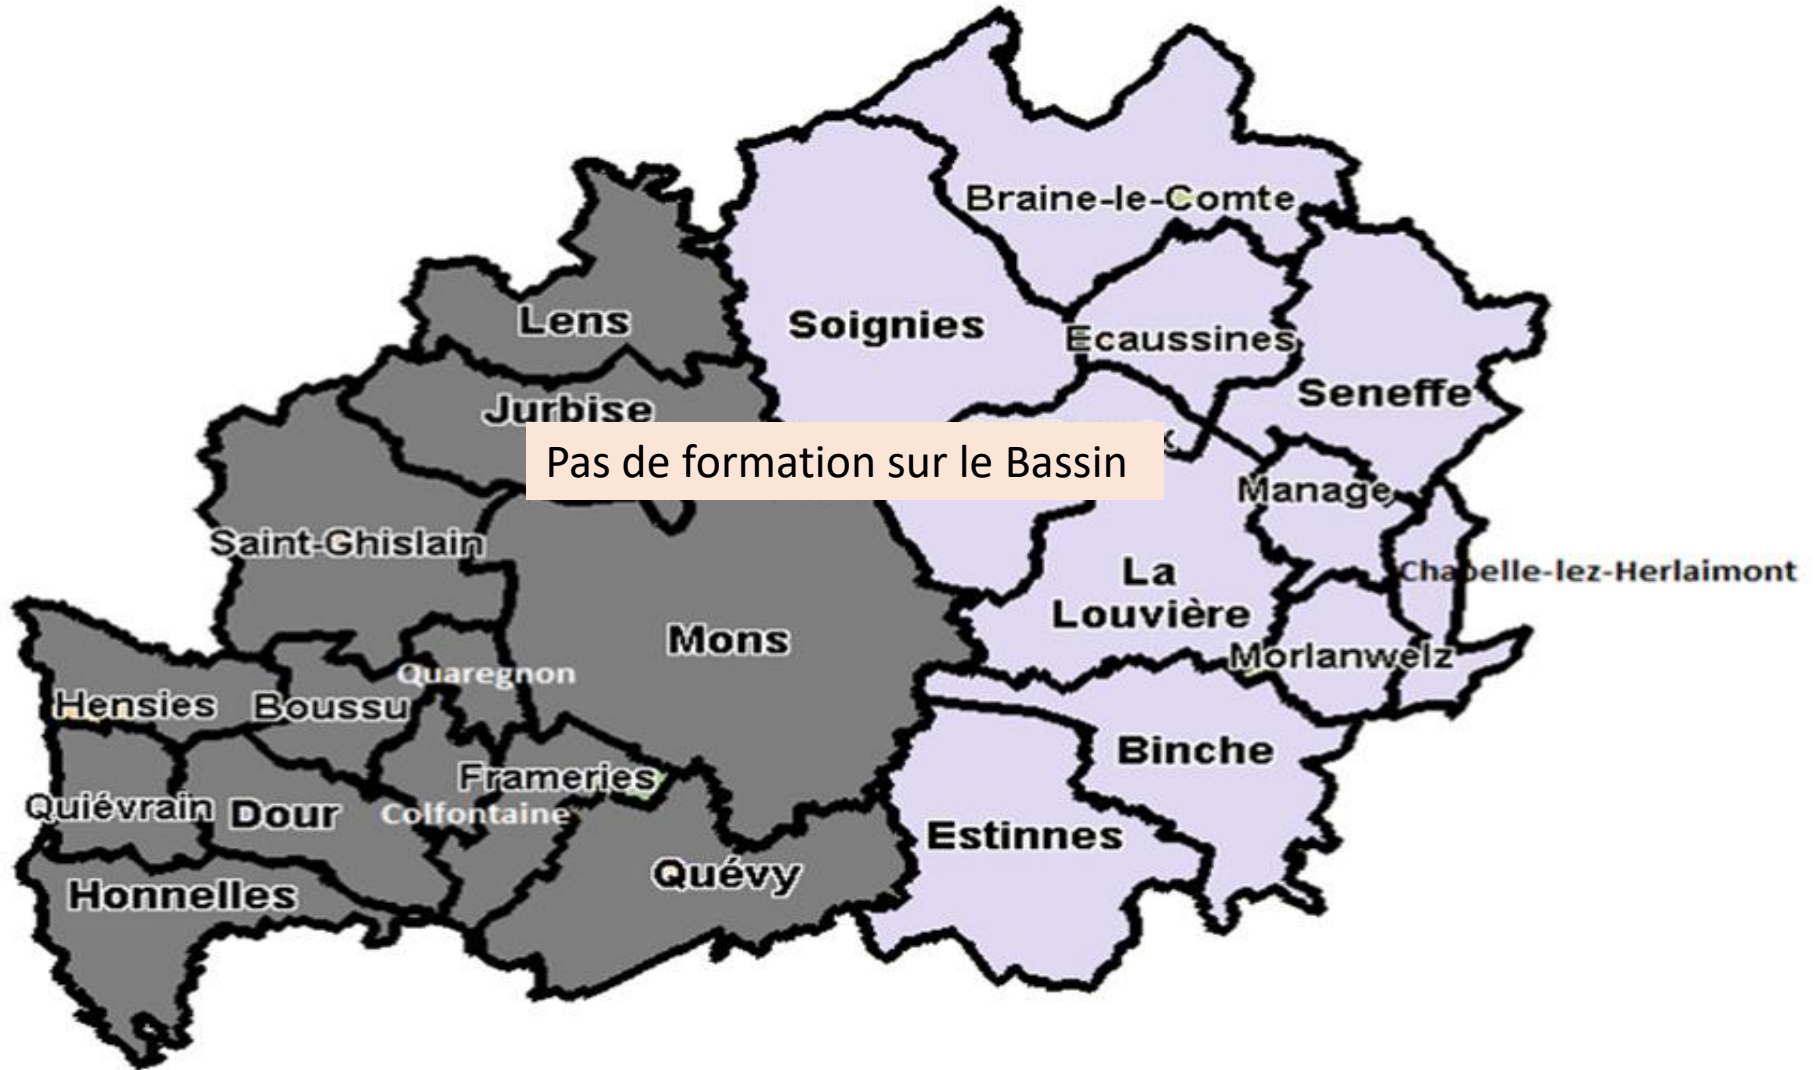 Braine-le-Comte
Lens
Soignies
Ecaussines
Seneffe
Jurbise
Pas de formation sur le Bassin
Manage
Saint-Ghislain
Chapelle-lez-Herlaimont
La
Louvière
Mons
Morlanwelz
Quaregnon
Hensies
Boussu
Binche
Frameries
Quiévrain
Dour
Colfontaine
Estinnes
Quévy
Honnelles